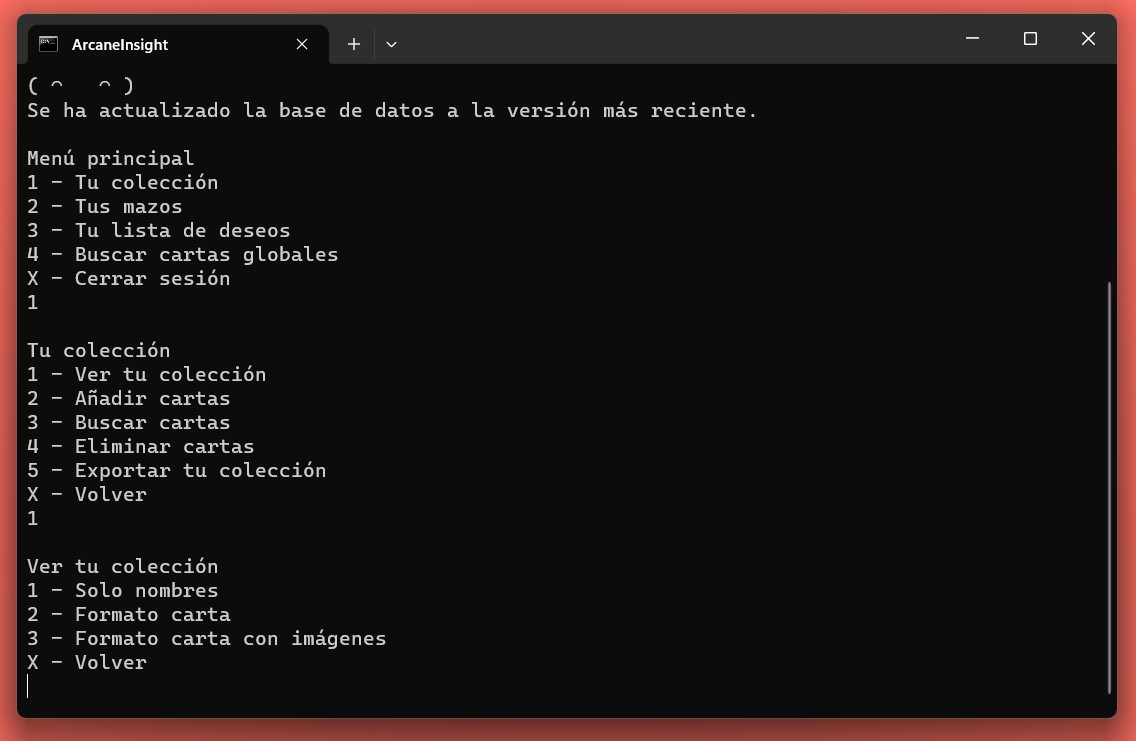 ArcaneInsight
( ⌒   ⌒ )
Se ha actualizado la base de datos a la versión más reciente.
Menú principal
1 - Tu colección
2 - Tus mazos
3 - Tu lista de deseos
4 - Buscar cartas globales
X - Cerrar sesión
1
Tu colección
1 - Ver tu colección
2 - Añadir cartas
3 - Buscar cartas
4 - Eliminar cartas
5 - Exportar tu colección
X - Volver
1
Ver tu colección
1 - Solo nombres
2 - Formato carta
3 - Formato carta con imágenes
X - Volver